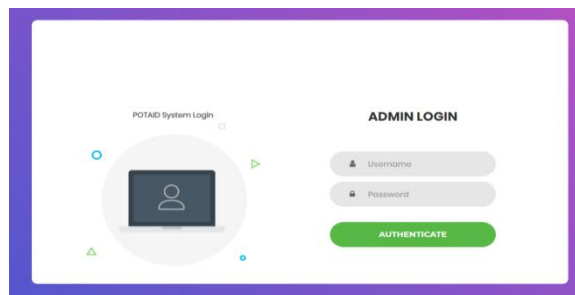 POTAID System Login
ADMIN LOGIN
Username
Password
AUTHENTICATE